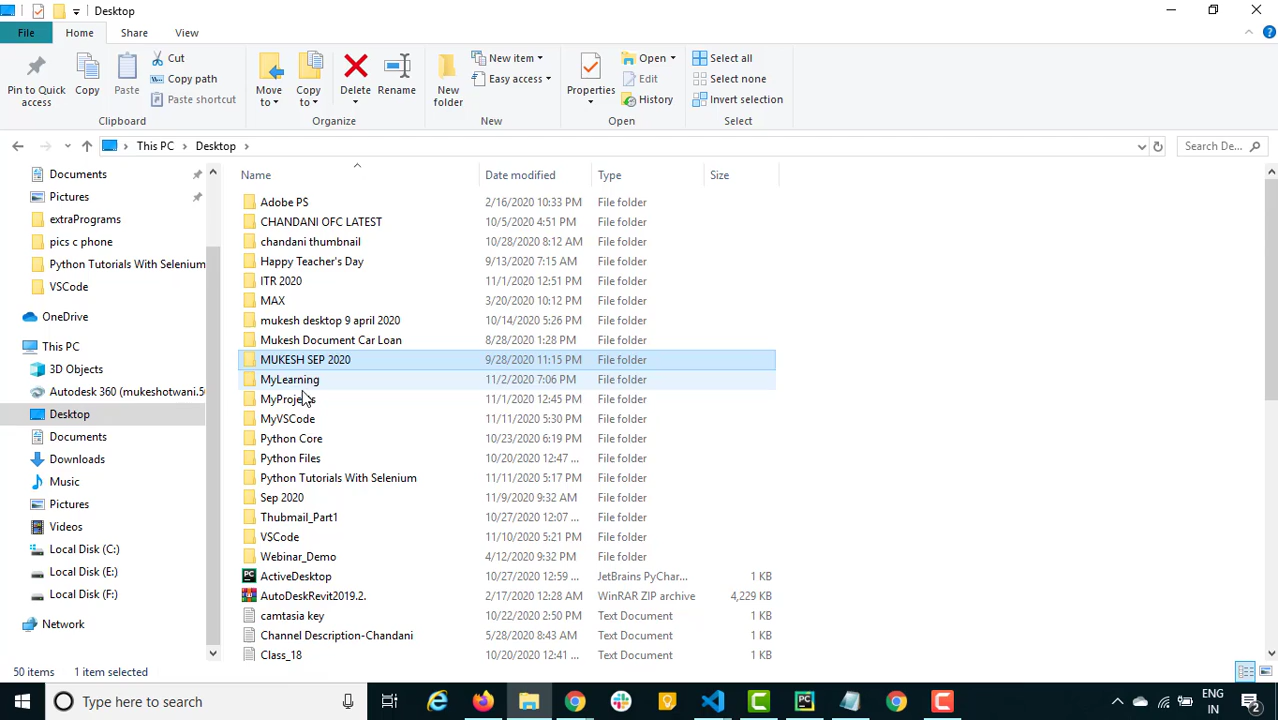 Desktop
File Home Share View
Pin to Quick access
Copy
Paste
Cut
Copy path
Paste shortcut
Clipboard
Move to
Copy to
Delete
Rename
Organize
New folder
New item
Easy access
New
Properties
Open
Edit
History
Open
Select all
Select none
Invert selection
Select
This PC Desktop
Search De...
Documents
Pictures
extraPrograms
pics c phone
Python Tutorials With Selenium
VSCode
OneDrive
This PC
3D Objects
Autodesk 360 (mukeshotwani.5
Desktop
Documents
Downloads
Music
Pictures
Videos
Local Disk (C:)
Local Disk (E:)
Local Disk (F:)
Network
Name Date modified Type Size
Adobe PS 2/16/2020 10:33 PM File folder
CHANDANI OFC LATEST 10/5/2020 4:51 PM File folder
chandani thumbnail 10/28/2020 8:12 AM File folder
Happy Teacher's Day 9/13/2020 7:15 AM File folder
ITR 2020 11/1/2020 12:51 PM File folder
MAX 3/20/2020 10:12 PM File folder
mukesh desktop 9 april 2020 10/14/2020 5:26 PM File folder
Mukesh Document Car Loan 8/28/2020 1:28 PM File folder
MUKESH SEP 2020 9/28/2020 11:15 PM File folder
MyLearning 11/2/2020 7:06 PM File folder
MyProjects 11/1/2020 12:45 PM File folder
MyVSCode 11/11/2020 5:30 PM File folder
Python Core 10/23/2020 6:19 PM File folder
Python Files 10/20/2020 12:47 ... File folder
Python Tutorials With Selenium 11/11/2020 5:17 PM File folder
Sep 2020 11/9/2020 9:32 AM File folder
Thubmail_Part1 10/27/2020 12:07 ... File folder
VSCode 11/10/2020 5:21 PM File folder
Webinar_Demo 4/12/2020 9:32 PM File folder
ActiveDesktop 10/27/2020 12:59 ... JetBrains PyChar... 1 KB
AutoDeskRevit2019.2. 2/17/2020 12:28 AM WinRAR ZIP archive 4,229 KB
camtasia key 10/22/2020 2:50 PM Text Document 1 KB
Channel Description-Chandani 5/28/2020 8:43 AM Text Document 1 KB
Class_18 10/20/2020 12:41 ... Text Document 1 KB
50 items 1 item selected
Type here to search
ENG
IN
2